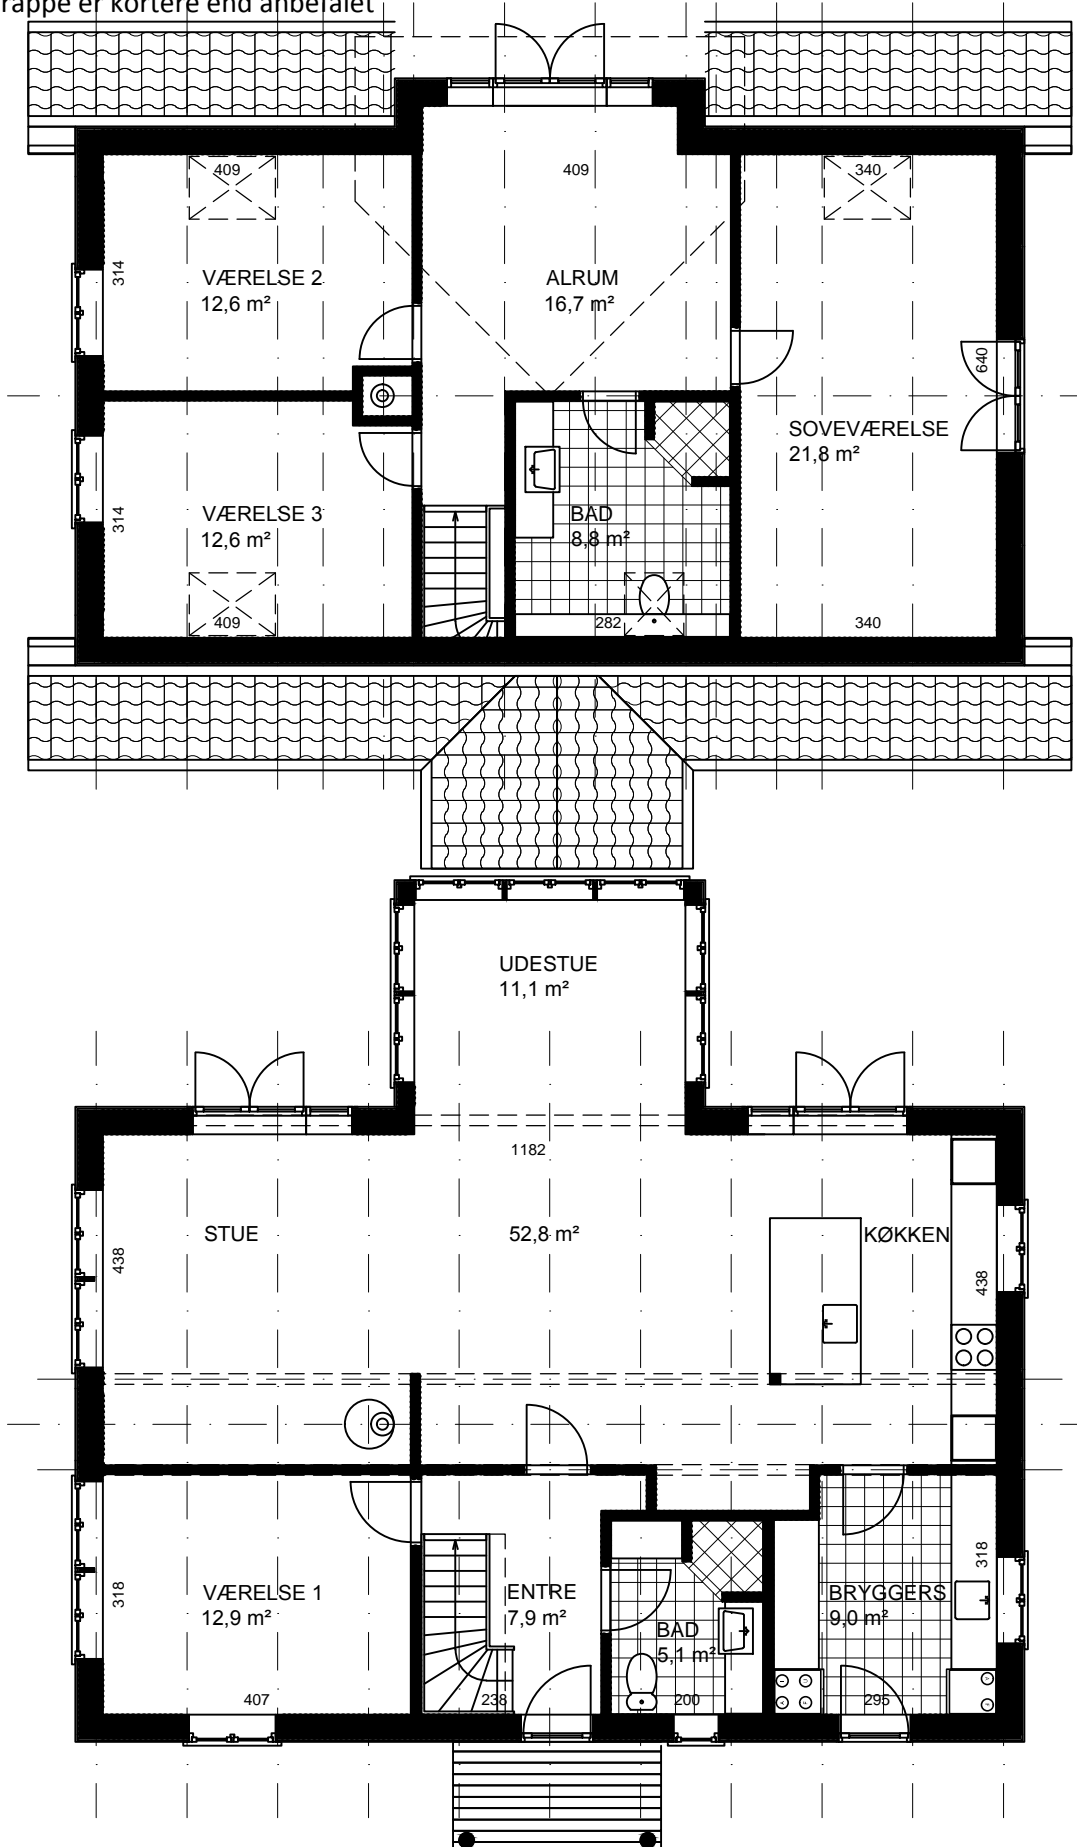 rappe er kortere end anbefalet
409
409
340
314
VÆRELSE 2
12,6 m²
ALRUM
16,7 m²
640
SOVEVÆRELSE
21,8 m²
314
VÆRELSE 3
12,6 m²
BAD
8,8 m²
409
282
340
UDESTUE
11,1 m²
1182
STUE
52,8 m²
KØKKEN
438
438
318
VÆRELSE 1
12,9 m²
ENTRE
7,9 m²
BAD
5,1 m²
BRYGGERS
9,0 m²
318
407
238
200
295